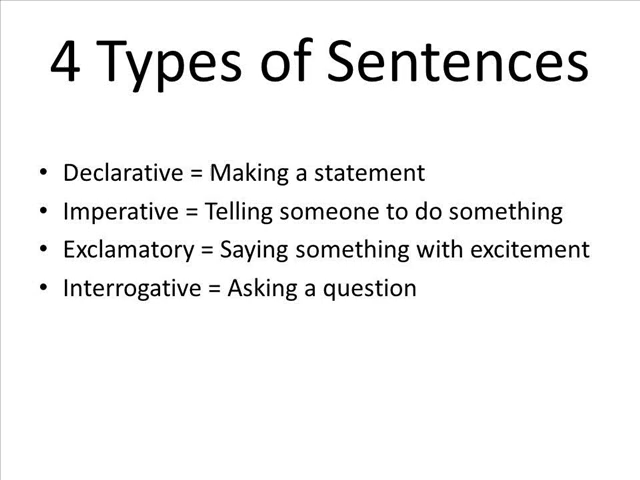 4 Types of Sentences
• Declarative = Making a statement
• Imperative = Telling someone to do something
• Exclamatory = Saying something with excitement
• Interrogative = Asking a question